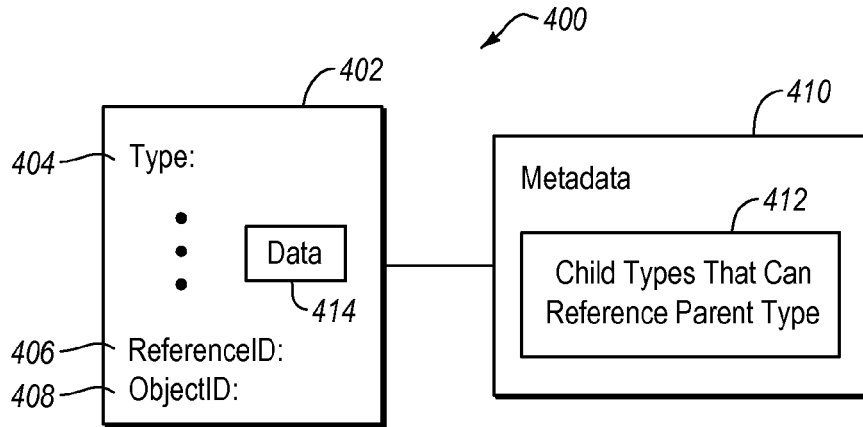 400
402
404
Type:
Data
414
406
ReferenceID:
408
ObjectID:
410
Metadata
412
Child Types That Can
Reference Parent Type